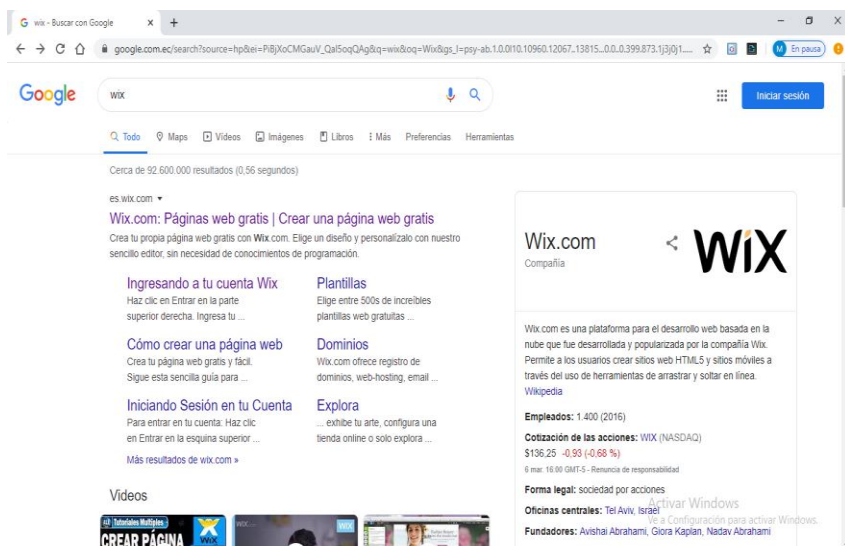 wix - Buscar con Google
google.com.ec/search?source=hp&ei=PiBjXoCMGauV_Qal5oqQAg&q=wix&oq=Wix&gs_l=psy-ab.1.0.0l10.10960.12067..13815...0.0..0.399.873.1j3j0j1......
M En pausa
Google
wix
Iniciar sesión
Todo Maps Vídeos Imágenes Libros Más Preferencias Herramientas
Cerca de 92.600.000 resultados (0,56 segundos)
es.wix.com
Wix.com: Páginas web gratis | Crear una página web gratis
Crea tu propia página web gratis con Wix.com. Elige un diseño y personalízalo con nuestro
sencillo editor, sin necesidad de conocimientos de programación.
Ingresando a tu cuenta Wix
Haz clic en Entrar en la parte
superior derecha. Ingresa tu ...
Plantillas
Elige entre 500s de increíbles
plantillas web gratuitas ...
Cómo crear una página web
Crea tu página web gratis y fácil.
Sigue esta sencilla guía para ...
Dominios
Wix.com ofrece registro de
dominios, web-hosting, email ...
Iniciando Sesión en tu Cuenta
Para entrar en tu cuenta: Haz clic
en Entrar en la esquina superior ...
Explora
... exhibe tu arte, configura una
tienda online o solo explora ...
Más resultados de wix.com »
Videos
Tutoriales Multiples
CREAR PÁGINA
WiX
WIX
WIX
Wix.com
Compañía
WiX
Wix.com es una plataforma para el desarrollo web basada en la
nube que fue desarrollada y popularizada por la compañía Wix.
Permite a los usuarios crear sitios web HTML5 y sitios móviles a
través del uso de herramientas de arrastrar y soltar en línea.
Wikipedia
Empleados: 1.400 (2016)
Cotización de las acciones: WIX (NASDAQ)
$136,25 -0,93 (-0,68 %)
6 mar. 16:00 GMT-5 - Renuncia de responsabilidad
Forma legal: sociedad por acciones
Oficinas centrales: Tel Aviv, Israel
Fundadores: Avishai Abrahami, Giora Kaplan, Nadav Abrahami
Activar Windows
Ve a Configuración para activar Windows.